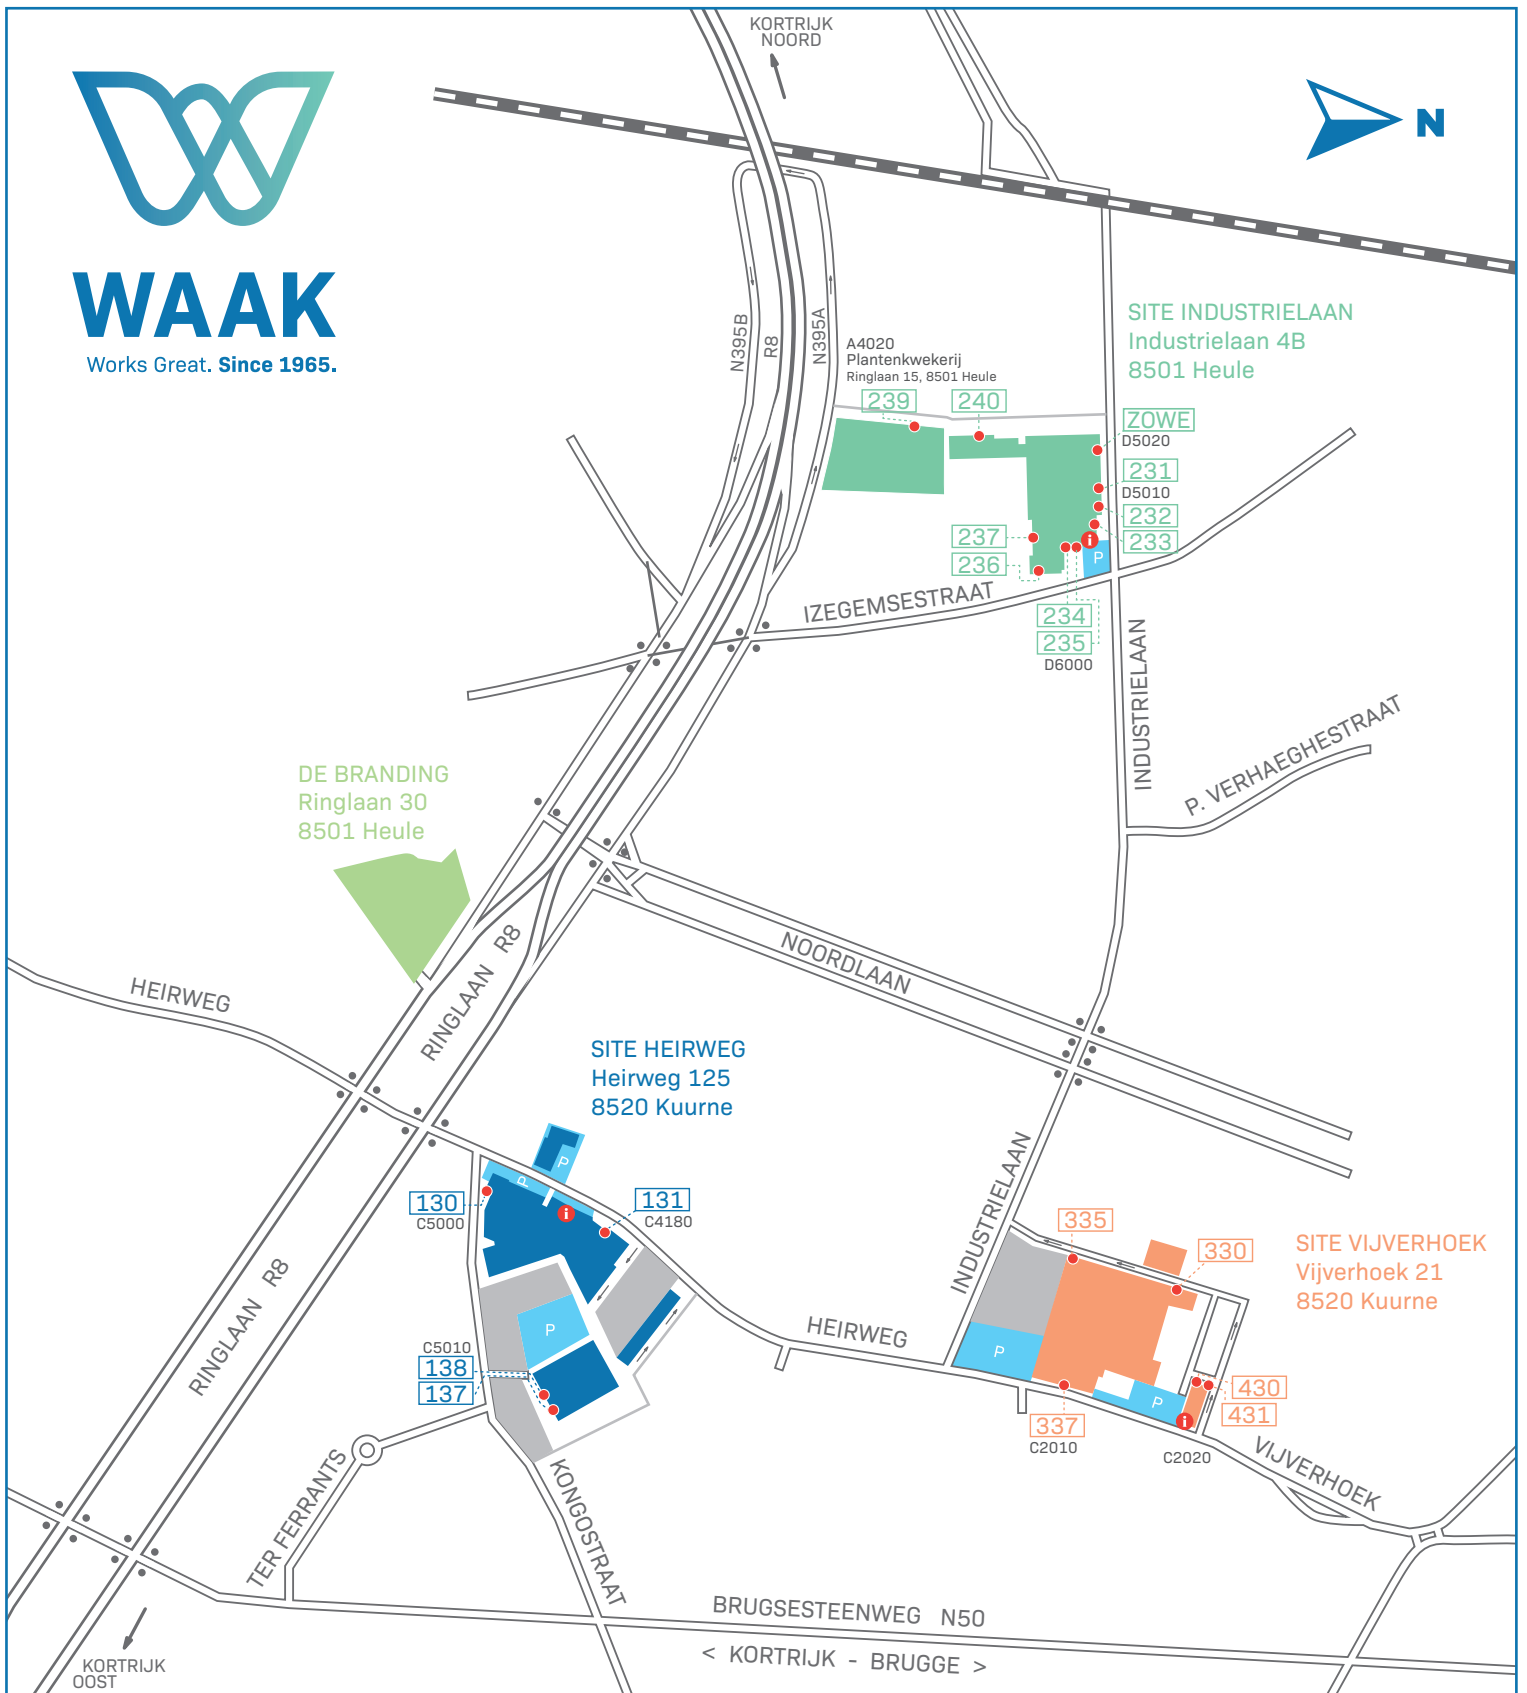 KORTRIJK
NOORD
N
WAAK
Works Great. Since 1965.
N395B
R8
N395A
A4020
Plantenkwekerij
Ringlaan 15, 8501 Heule
239
240
SITE INDUSTRIELAAN
Industrielaan 4B
8501 Heule
ZOWE
D5020
231
D5010
232
233
237
236
i
P
234
235
D6000
IZEGEMSESTRAAT
INDUSTRIELAAN
P. VERHAEGHESTRAAT
DE BRANDING
Ringlaan 30
8501 Heule
HEIRWEG
RINGLAAN R8
NOORDLAAN
SITE HEIRWEG
Heirweg 125
8520 Kuurne
P
P
130
C5000
i
131
C4180
P
C5010
138
137
RINGLAAN R8
HEIRWEG
INDUSTRIELAAN
335
330
SITE VIJVERHOEK
Vijverhoek 21
8520 Kuurne
P
P
i
430
431
337
C2010
C2020
VIJVERHOEK
TER FERRANTS
KONGOSTRAAT
BRUGSESTEENWEG N50
< KORTRIJK - BRUGGE >
KORTRIJK
OOST